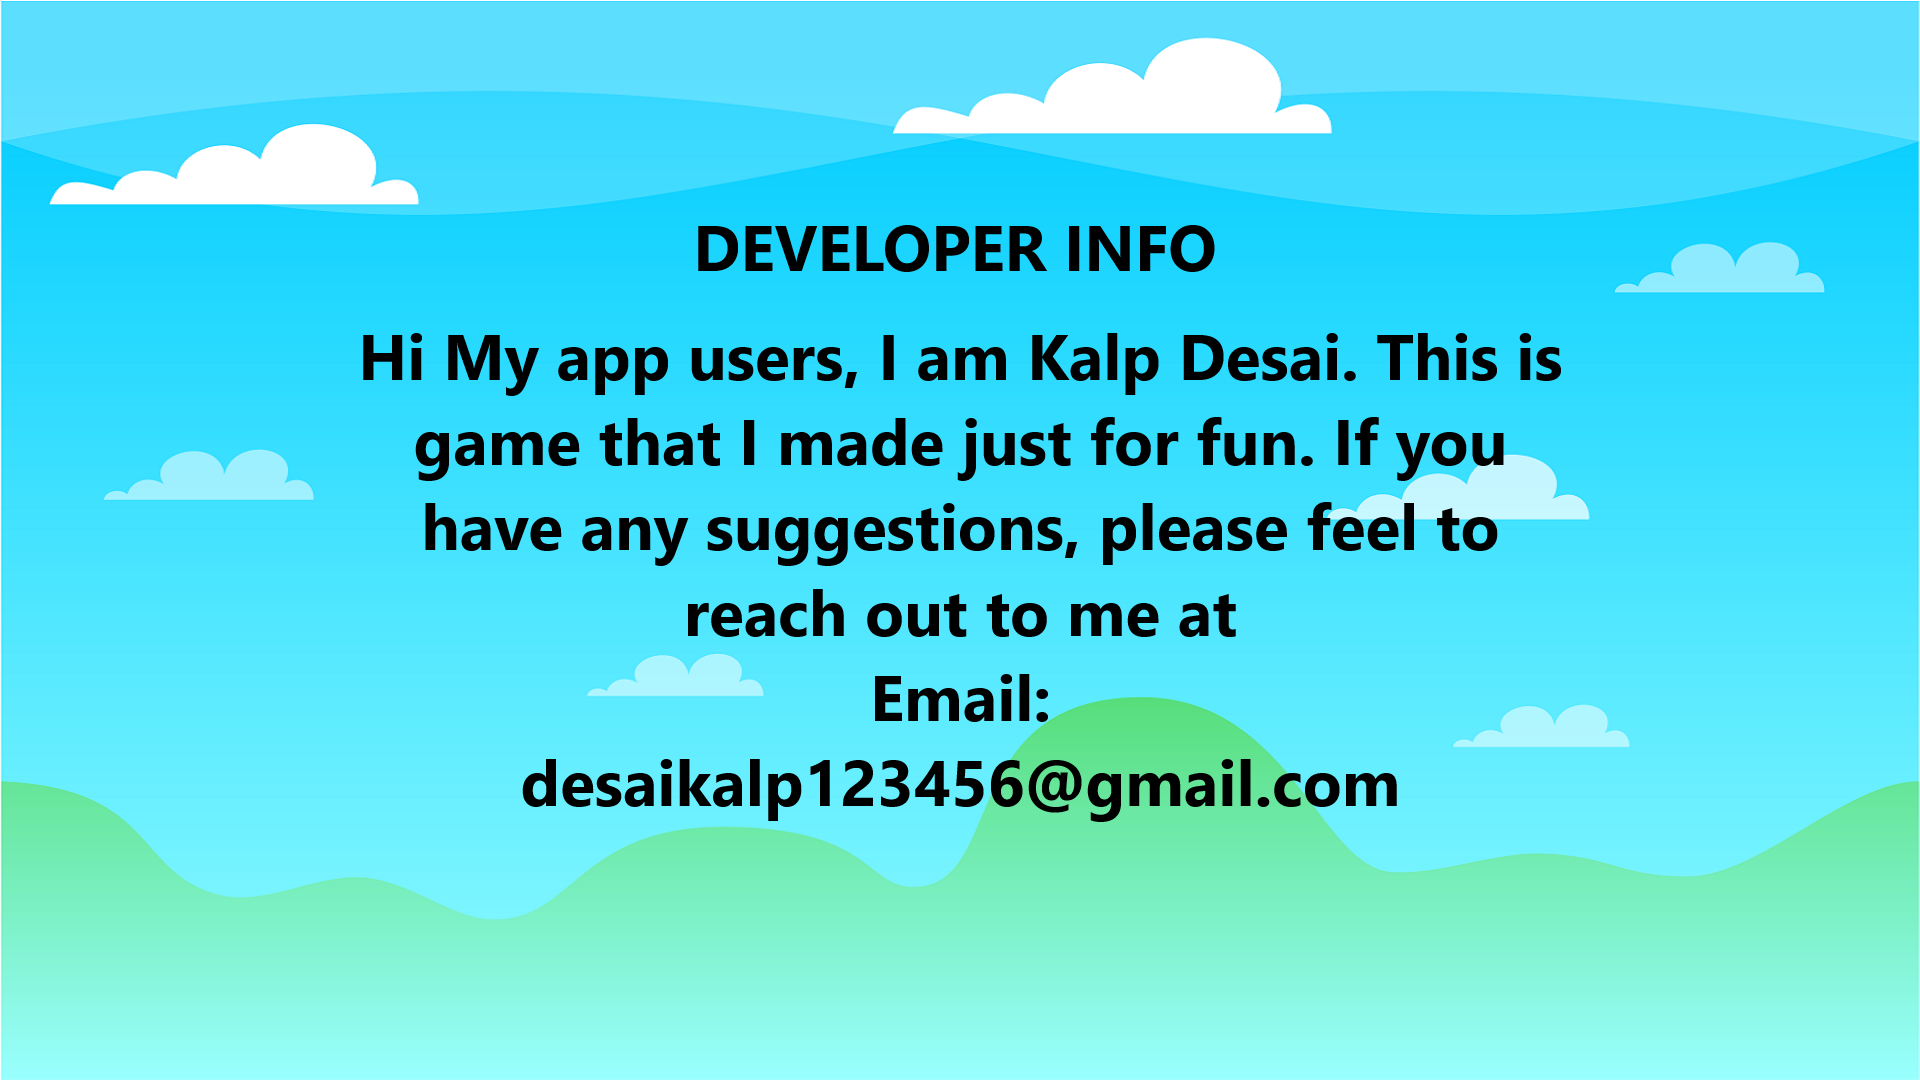 DEVELOPER INFO
Hi My app users, I am Kalp Desai. This is
game that I made just for fun. If you
have any suggestions, please feel to
reach out to me at
Email:
desaikalp123456@gmail.com